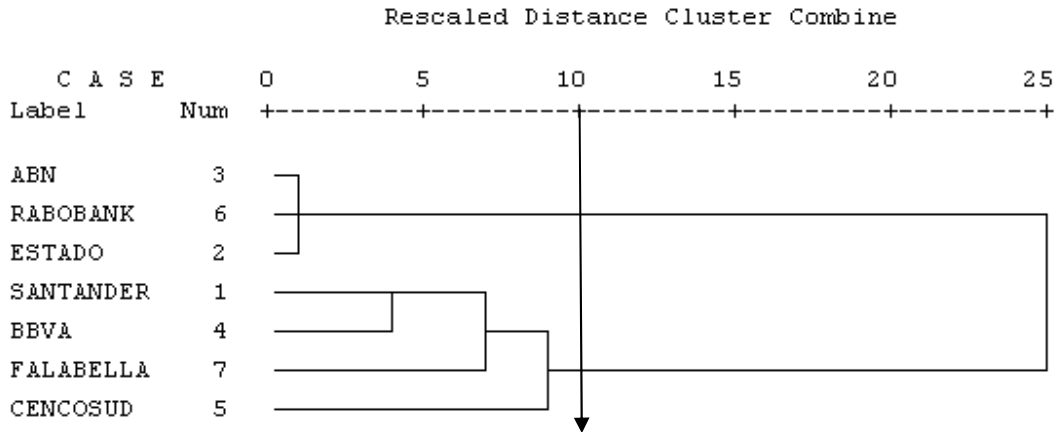 Rescaled Distance Cluster Combine
C A S E 0 5 10 15 20 25
Label Num +---------+---------+---------+---------+---------+
ABN 3
RABOBANK 6
ESTADO 2
SANTANDER 1
BBVA 4
FALABELLA 7
CENCOSUD 5